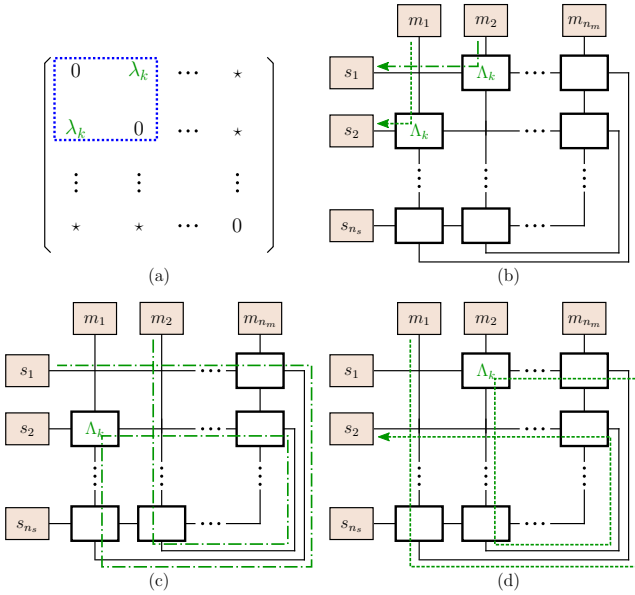 0 λ_k ⋯ ⋆
λ_k 0 ⋯ ⋆
⋮ ⋮ ⋮
⋆ ⋆ ⋯ 0
(a)
m_1 m_2 m_{n_m}
s_1 Λ_k ⋯
s_2 Λ_k ⋯
⋮ ⋮ ⋮
s_{n_s} ⋯
(b)
m_1 m_2 m_{n_m}
s_1 ⋯
s_2 Λ_k ⋯
⋮ ⋮ ⋮
s_{n_s} ⋯
(c)
m_1 m_2 m_{n_m}
s_1 Λ_k ⋯
s_2 ⋯
⋮ ⋮ ⋮
s_{n_s} ⋯
(d)